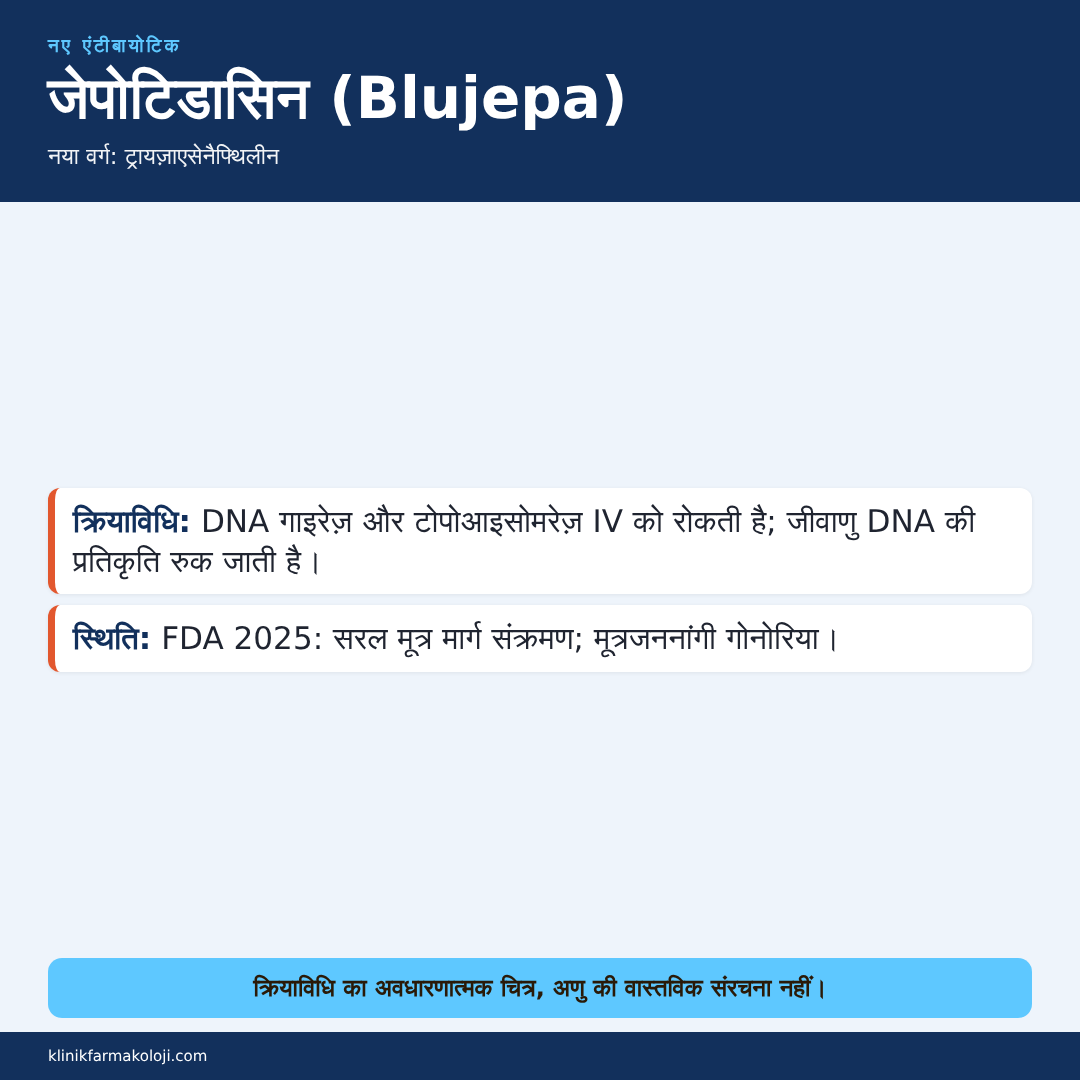 नए एंटीबायोटिक
जेपोटिडासिन (Blujepa)
नया वर्ग: ट्रायज़ाएसेनैफ्थिलीन
क्रियाविधि: DNA गाइरेज़ और टोपोआइसोमरेज़ IV को रोकती है; जीवाणु DNA की
प्रतिकृति रुक जाती है।
स्थिति: FDA 2025: सरल मूत्र मार्ग संक्रमण; मूत्रजननांगी गोनोरिया।
क्रियाविधि का अवधारणात्मक चित्र, अणु की वास्तविक संरचना नहीं।
klinikfarmakoloji.com